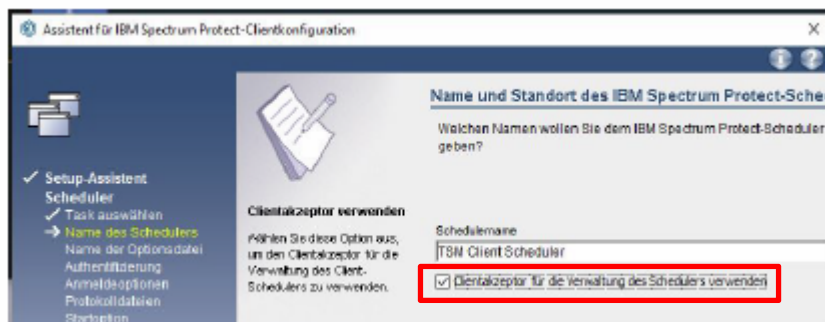 Assistent für IBM Spectrum Protect-Clientkonfiguration
Name und Standort des IBM Spectrum Protect-Sche
Welchen Namen wollen Sie dem IBM Spectrum Protect-Scheduler
geben?
Setup-Assistent
Scheduler
Task auswählen
Name des Schedulers
Name der Optionsdatei
Authentifizierung
Anmeldeoptionen
Protokolldateien
Startoption
Clientakzeptor verwenden
Wählen Sie diese Option aus,
um den Clientakzeptor für die
Verwaltung des Client-
Schedulers zu verwenden.
Schedulername
TSM Client Scheduler
Clientakzeptor für die Verwaltung des Schedulers verwenden